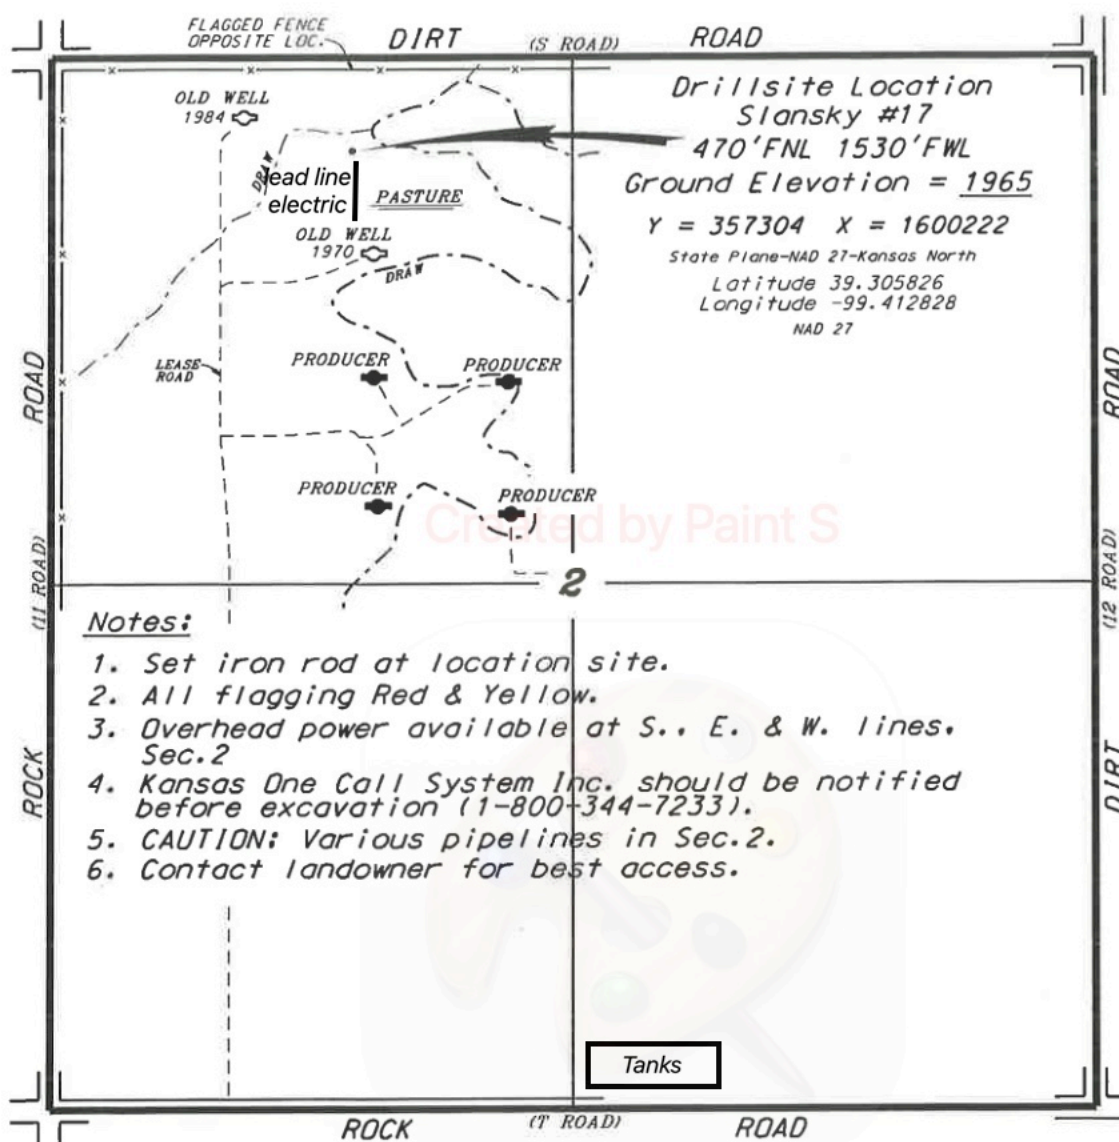 FLAGGED FENCE
OPPOSITE LOC.
DIRT (S ROAD) ROAD
OLD WELL
1984
Drillsite Location
Slansky #17
470'FNL 1530'FWL
Ground Elevation = 1965
Y = 357304 X = 1600222
State Plane-NAD 27-Kansas North
Latitude 39.305826
Longitude -99.412828
NAD 27
DRAW
lead line
electric
PASTURE
OLD WELL
1970
DRAW
LEASE
ROAD
PRODUCER
PRODUCER
PRODUCER
PRODUCER
Created by Paint S
2
ROAD
(11 ROAD)
ROCK
ROAD
(12 ROAD)
DIRT
Notes:
1. Set iron rod at location site.
2. All flagging Red & Yellow.
3. Overhead power available at S., E. & W. lines.
Sec.2
4. Kansas One Call System Inc. should be notified
before excavation (1-800-344-7233).
5. CAUTION: Various pipelines in Sec.2.
6. Contact landowner for best access.
Tanks
ROCK (T ROAD) ROAD